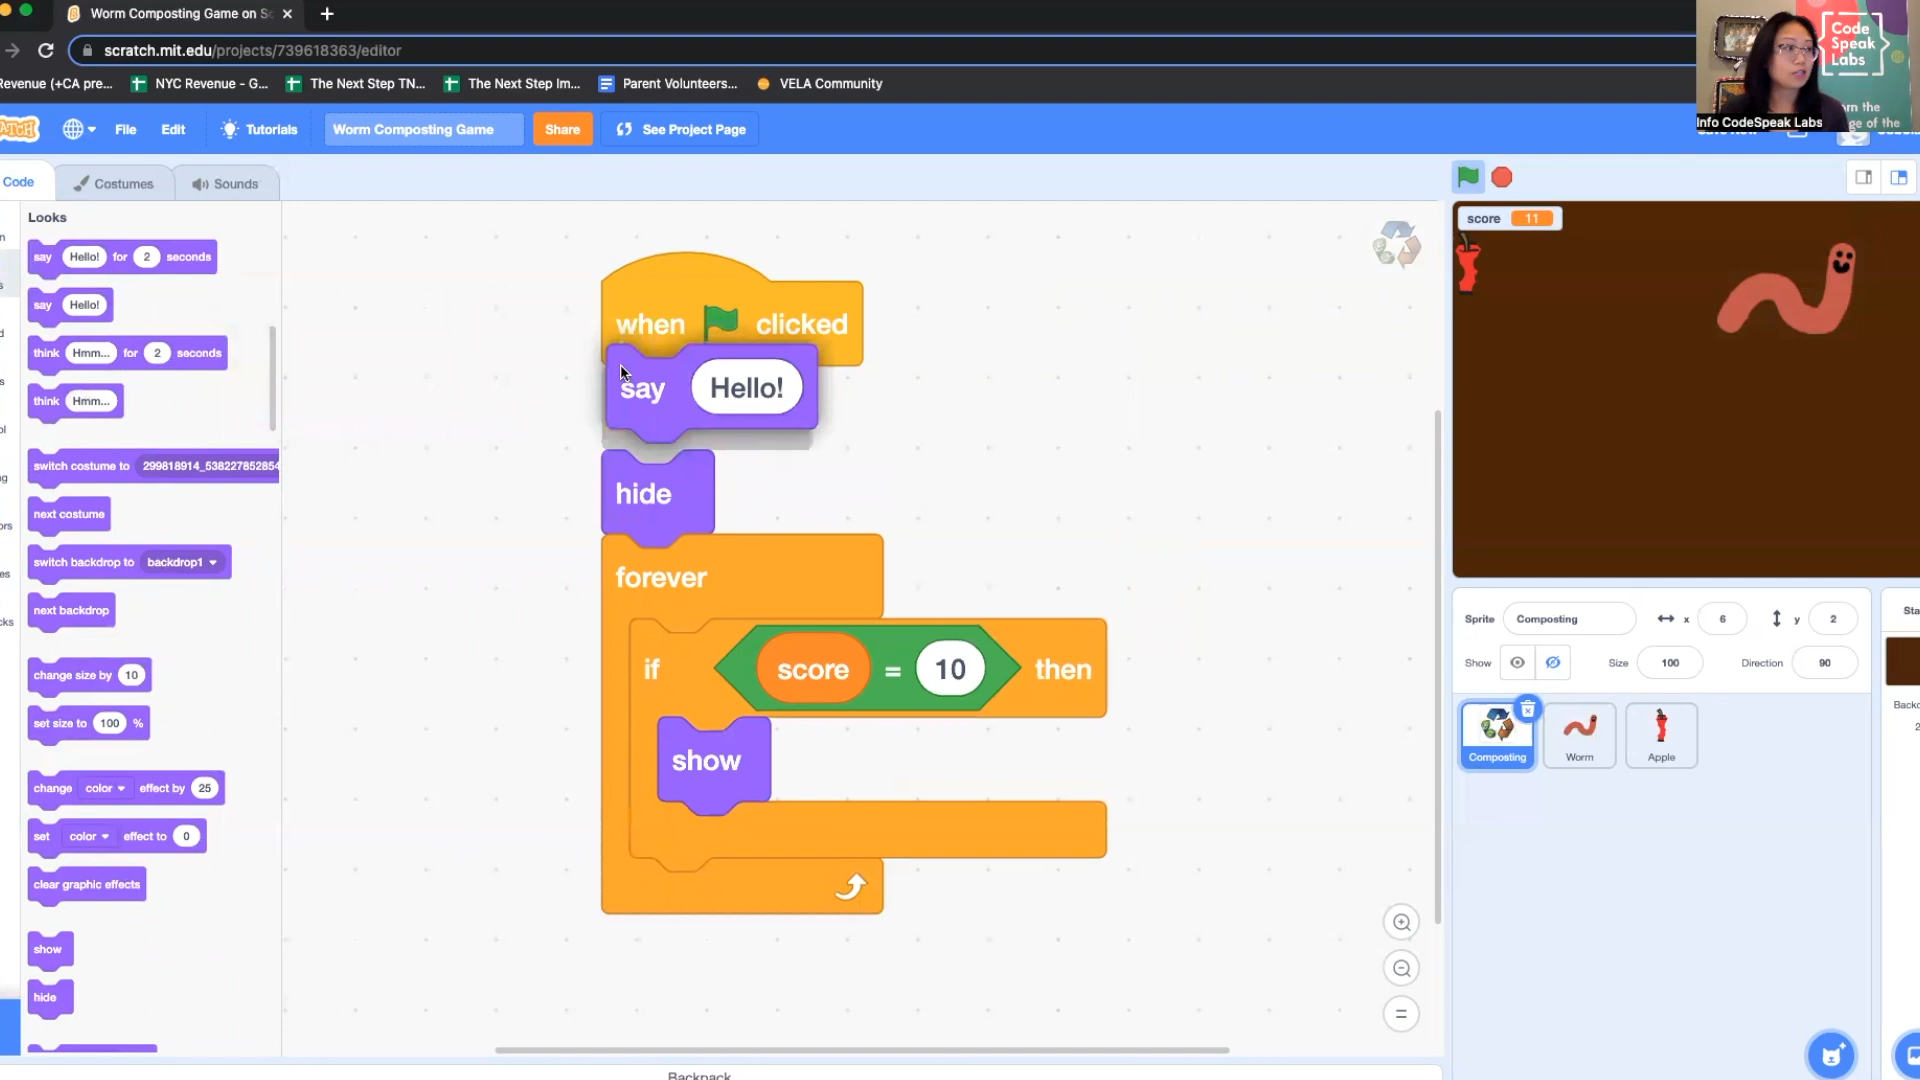 Worm Composting Game on Sc
scratch.mit.edu/projects/739618363/editor
Revenue (+CA pre...
NYC Revenue - G...
The Next Step TN...
The Next Step Im...
Parent Volunteers...
VELA Community
File
Edit
Tutorials
Worm Composting Game
Share
See Project Page
Code
Speak
Labs
Info CodeSpeak Labs
Code
Costumes
Sounds
Looks
say Hello! for 2 seconds
say Hello!
think Hmm... for 2 seconds
think Hmm...
switch costume to 299818914_538227852854
next costume
switch backdrop to backdrop1
next backdrop
change size by 10
set size to 100 %
change color effect by 25
set color effect to 0
clear graphic effects
show
hide
when clicked
say Hello!
hide
forever
if score = 10 then
show
score 11
Sprite Composting x 6 y 2
Show Size 100 Direction 90
Composting
Worm
Apple
Backpack